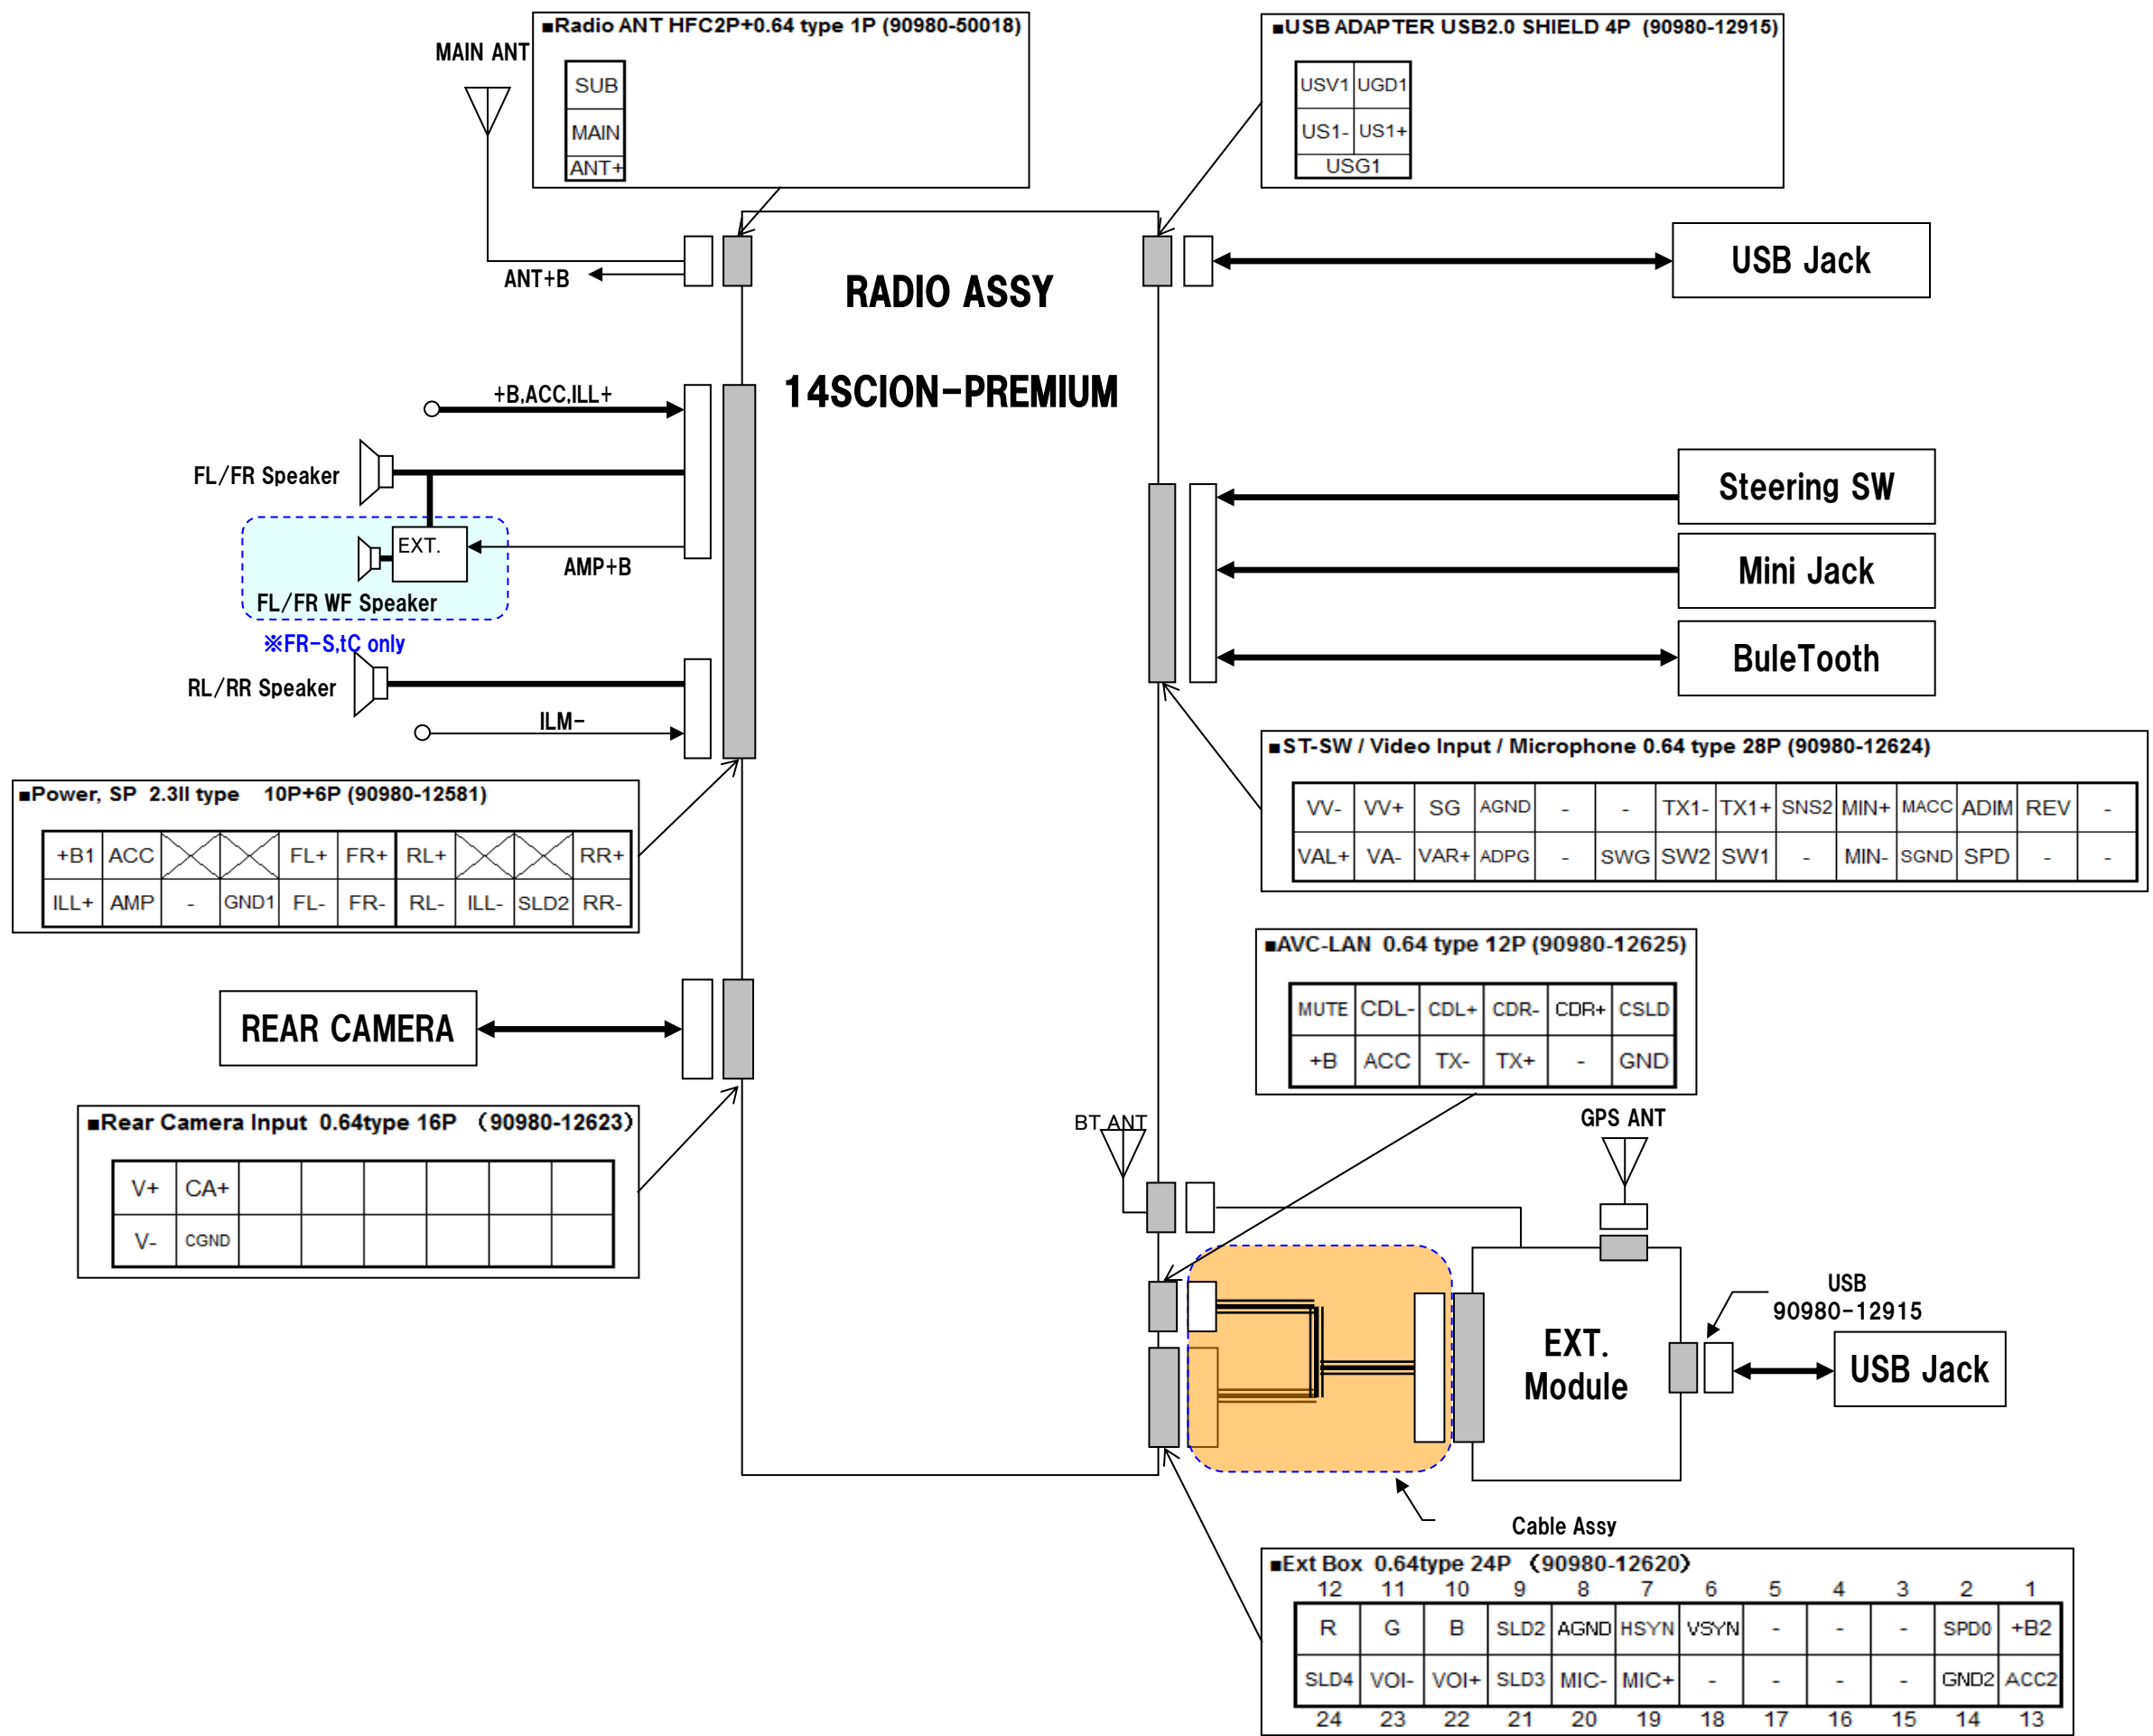 ■Radio ANT HFC2P+0.64 type 1P (90980-50018)
SUB
MAIN
ANT+
MAIN ANT
ANT+B
■USB ADAPTER USB2.0 SHIELD 4P (90980-12915)
USV1 UGD1
US1- US1+
USG1
RADIO ASSY
14SCION-PREMIUM
USB Jack
+B,ACC,ILL+
FL/FR Speaker
EXT.
AMP+B
FL/FR WF Speaker
※FR-S,tC only
RL/RR Speaker
ILM-
Steering SW
Mini Jack
BuleTooth
■Power, SP 2.3II type 10P+6P (90980-12581)
+B1 ACC FL+ FR+ RL+ RR+
ILL+ AMP - GND1 FL- FR- RL- ILL- SLD2 RR-
■ST-SW / Video Input / Microphone 0.64 type 28P (90980-12624)
VV- VV+ SG AGND - - TX1- TX1+ SNS2 MIN+ MACC ADIM REV -
VAL+ VA- VAR+ ADPG - SWG SW2 SW1 - MIN- SGND SPD - -
REAR CAMERA
■AVC-LAN 0.64 type 12P (90980-12625)
MUTE CDL- CDL+ CDR- CDR+ CSLD
+B ACC TX- TX+ - GND
■Rear Camera Input 0.64type 16P （90980-12623）
V+ CA+
V- CGND
BT ANT
GPS ANT
EXT.
Module
USB
90980-12915
USB Jack
Cable Assy
■Ext Box 0.64type 24P （90980-12620）
12 11 10 9 8 7 6 5 4 3 2 1
R G B SLD2 AGND HSYN VSYN - - - SPD0 +B2
SLD4 VOI- VOI+ SLD3 MIC- MIC+ - - - - GND2 ACC2
24 23 22 21 20 19 18 17 16 15 14 13